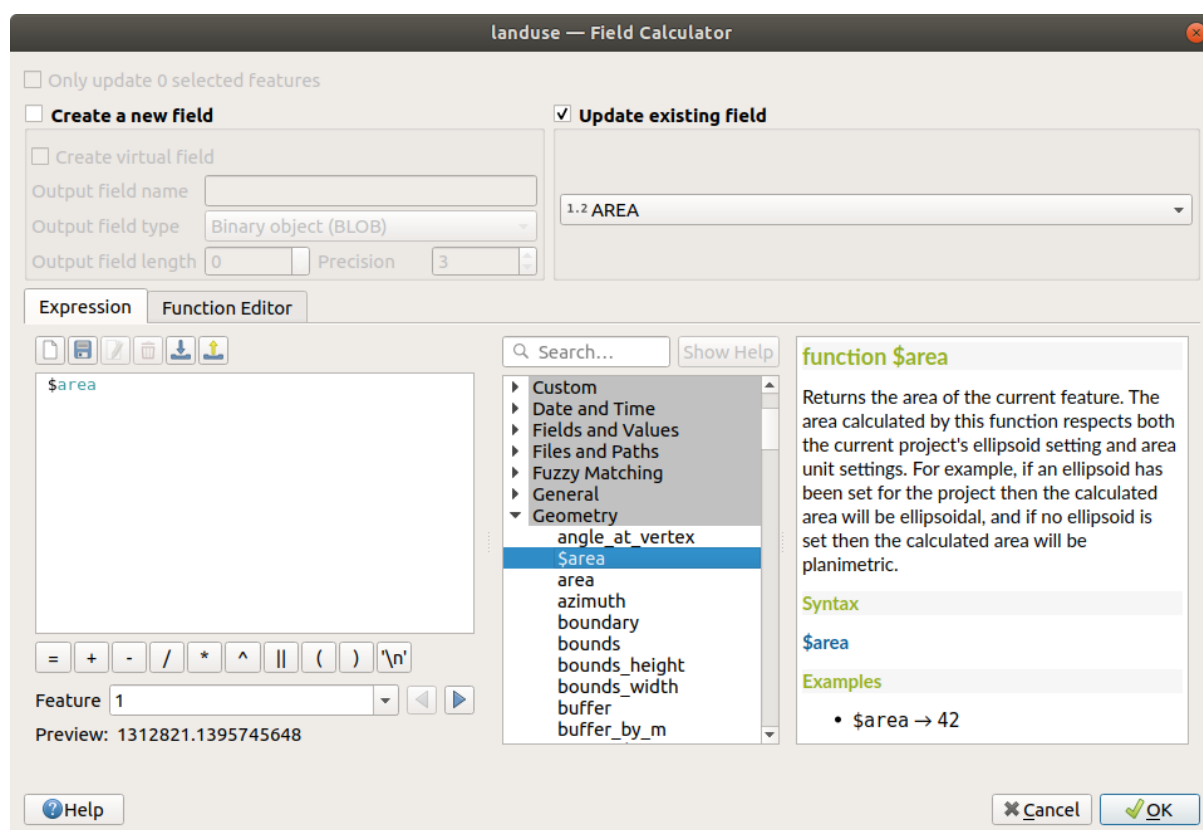 landuse — Field Calculator
Only update 0 selected features
Create a new field
Update existing field
Create virtual field
Output field name
1.2 AREA
Output field type Binary object (BLOB)
Output field length 0 Precision 3
Expression Function Editor
Search... Show Help
$area
= + - / * ^ || ( ) '\n'
Feature 1
Preview: 1312821.1395745648
Custom
Date and Time
Fields and Values
Files and Paths
Fuzzy Matching
General
Geometry
angle_at_vertex
$area
area
azimuth
boundary
bounds
bounds_height
bounds_width
buffer
buffer_by_m
function $area
Returns the area of the current feature. The
area calculated by this function respects both
the current project's ellipsoid setting and area
unit settings. For example, if an ellipsoid has
been set for the project then the calculated
area will be ellipsoidal, and if no ellipsoid is
set then the calculated area will be
planimetric.
Syntax
$area
Examples
• $area → 42
Help
Cancel
OK